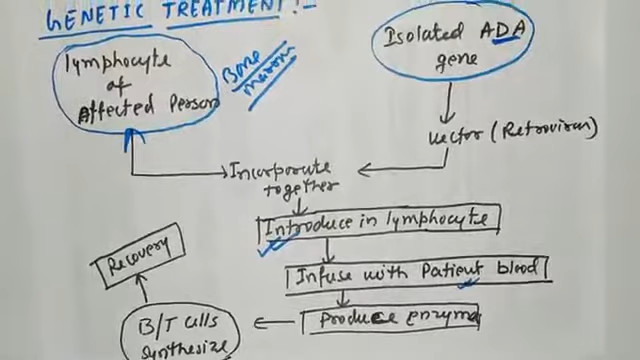 GENETIC TREATMENT:-
lymphocyte
of
Affected Person
Bone
marrow
Isolated ADA
gene
Vector (Retrovirus)
Incorporate
together
Introduce in lymphocyte
Infuse with Patient blood
Produce enzyme
B/T Cells
synthesize
Recovery